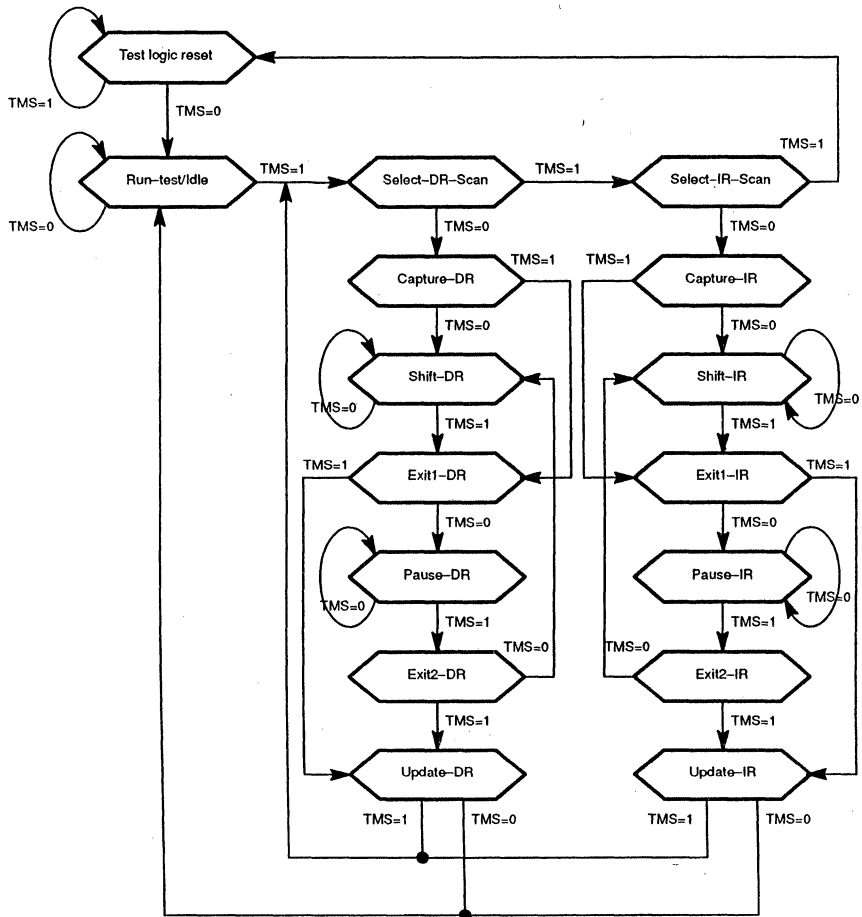 Test logic reset
TMS=1
TMS=0
Run–test/Idle
TMS=1
Select–DR–Scan
TMS=1
Select–IR–Scan
TMS=1
TMS=0
TMS=0
TMS=0
Capture–DR
TMS=1
TMS=1
Capture–IR
TMS=0
TMS=0
Shift–DR
Shift–IR
TMS=0
TMS=0
TMS=1
TMS=1
TMS=1
Exit1–DR
Exit1–IR
TMS=1
TMS=0
TMS=0
Pause–DR
Pause–IR
TMS=0
TMS=0
TMS=1
TMS=1
Exit2–DR
TMS=0
TMS=0
Exit2–IR
TMS=1
TMS=1
Update–DR
Update–IR
TMS=1
TMS=0
TMS=1
TMS=0